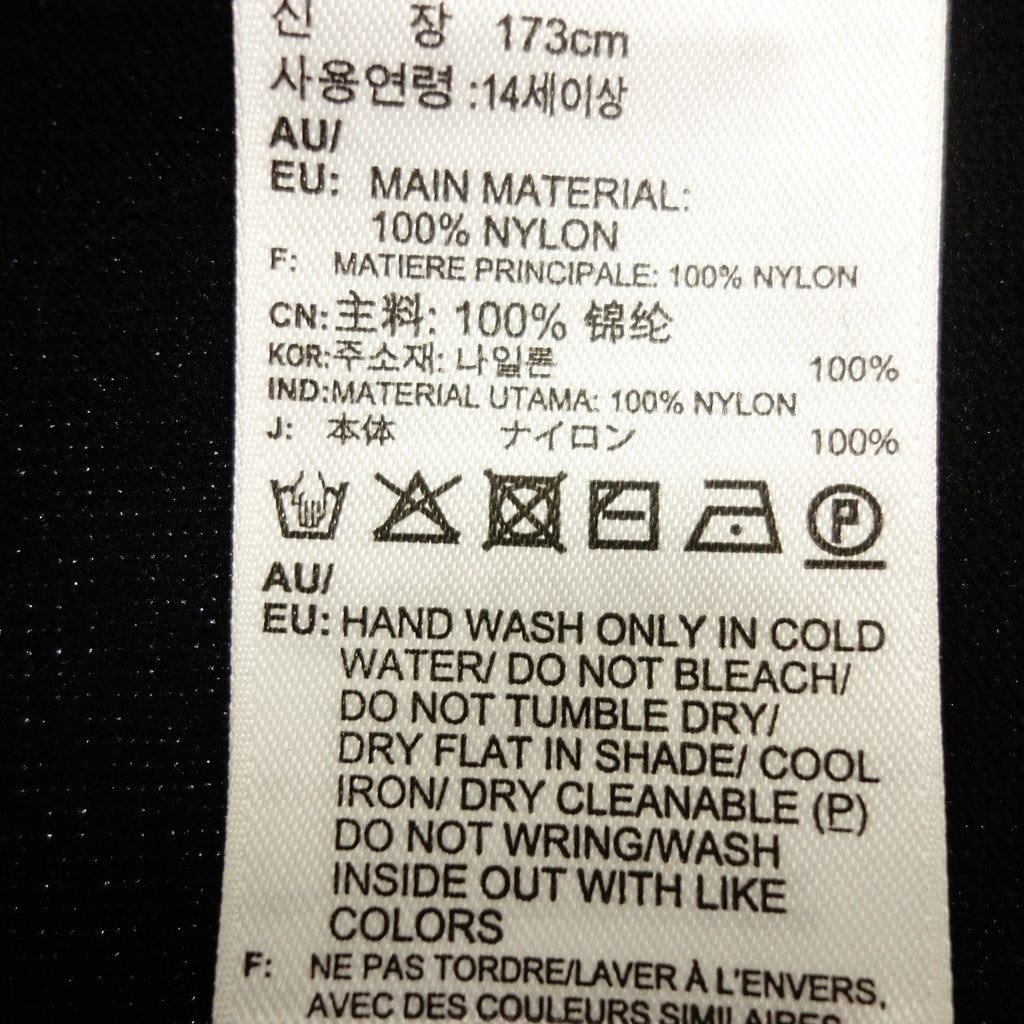 신 장 173cm
사용연령 :14세이상
AU/
EU: MAIN MATERIAL:
100% NYLON
F: MATIERE PRINCIPALE: 100% NYLON
CN:主料: 100% 锦纶
KOR:주소재: 나일론 100%
IND:MATERIAL UTAMA: 100% NYLON
J: 本体 ナイロン 100%
P
AU/
EU: HAND WASH ONLY IN COLD
WATER/ DO NOT BLEACH/
DO NOT TUMBLE DRY/
DRY FLAT IN SHADE/ COOL
IRON/ DRY CLEANABLE (P)
DO NOT WRING/WASH
INSIDE OUT WITH LIKE
COLORS
F: NE PAS TORDRE/LAVER À L'ENVERS,
AVEC DES COULEURS SIMILAIRES